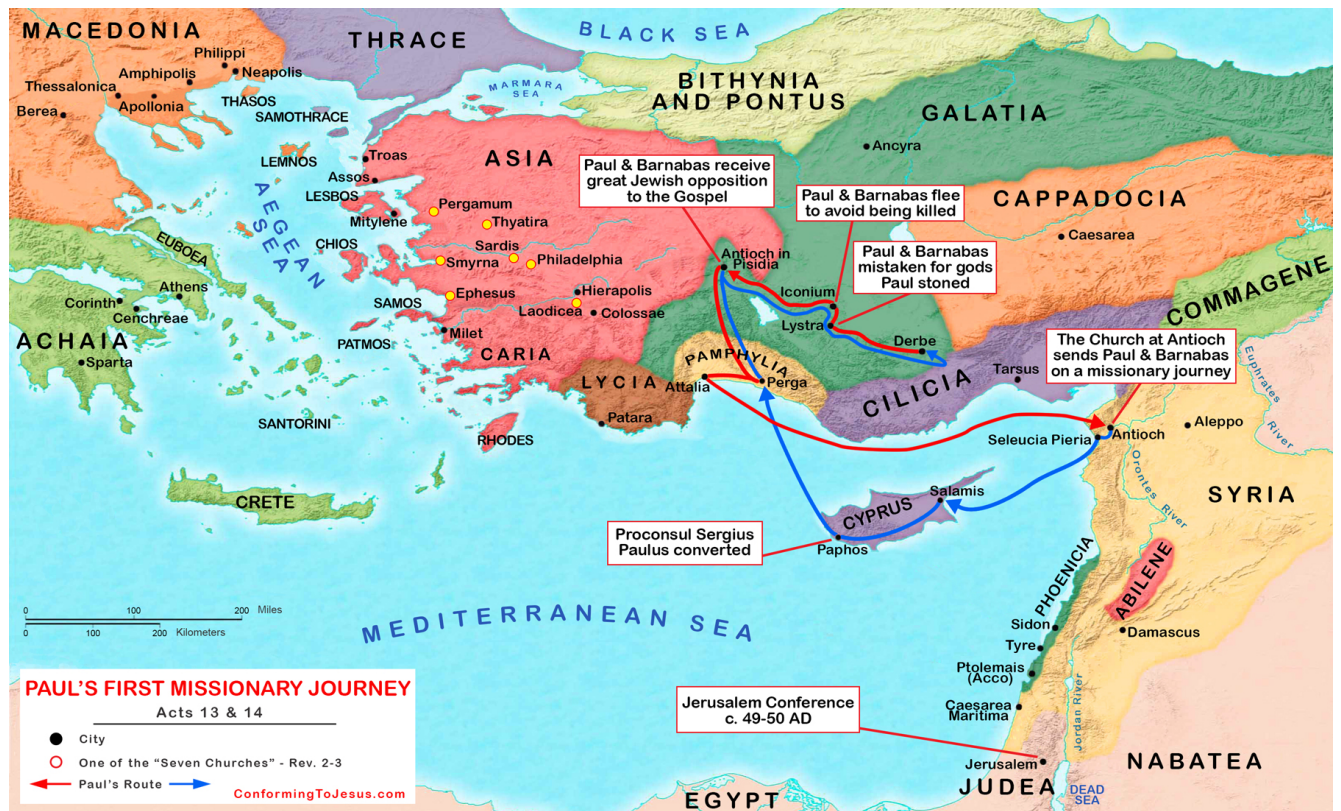 MACEDONIA
THRACE
BLACK SEA
BITHYNIA
AND PONTUS
GALATIA
Philippi
Neapolis
Amphipolis
Thessalonica
Apollonia
Berea
THASOS
SAMOTHRACE
MARMARA
SEA
LEMNOS
Troas
ASIA
Assos
LESBOS
Mitylene
Pergamum
Thyatira
AEGEAN
SEA
Paul & Barnabas receive
great Jewish opposition
to the Gospel
Paul & Barnabas flee
to avoid being killed
Paul & Barnabas
mistaken for gods
Paul stoned
Ancyra
CAPPADOCIA
Caesarea
COMMAGENE
EUBOEA
CHIOS
Sardis
Smyrna
Philadelphia
Antioch in
Pisidia
Athens
Corinth
Cenchreae
ACHAIA
Sparta
SAMOS
Ephesus
Hierapolis
Laodicea
Colossae
Iconium
Lystra
Derbe
PATMOS
Milet
CARIA
LYCIA
PAMPHYLIA
Attalia
Perga
Patara
CILICIA
Tarsus
The Church at Antioch
sends Paul & Barnabas
on a missionary journey
Euphrates
River
SANTORINI
RHODES
CRETE
Seleucia Pieria
Antioch
Aleppo
Orontes
River
SYRIA
Salamis
CYPRUS
Paphos
Proconsul Sergius
Paulus converted
PHOENICIA
ABILENE
Sidon
Damascus
Tyre
Ptolemais
(Acco)
Caesarea
Maritima
Jordan River
MEDITERRANEAN SEA
0 100 200 Miles
0 100 200 Kilometers
PAUL'S FIRST MISSIONARY JOURNEY
Acts 13 & 14
City
One of the "Seven Churches" - Rev. 2-3
Paul's Route
ConformingToJesus.com
Jerusalem Conference
c. 49-50 AD
Jerusalem
JUDEA
DEAD
SEA
NABATEA
EGYPT